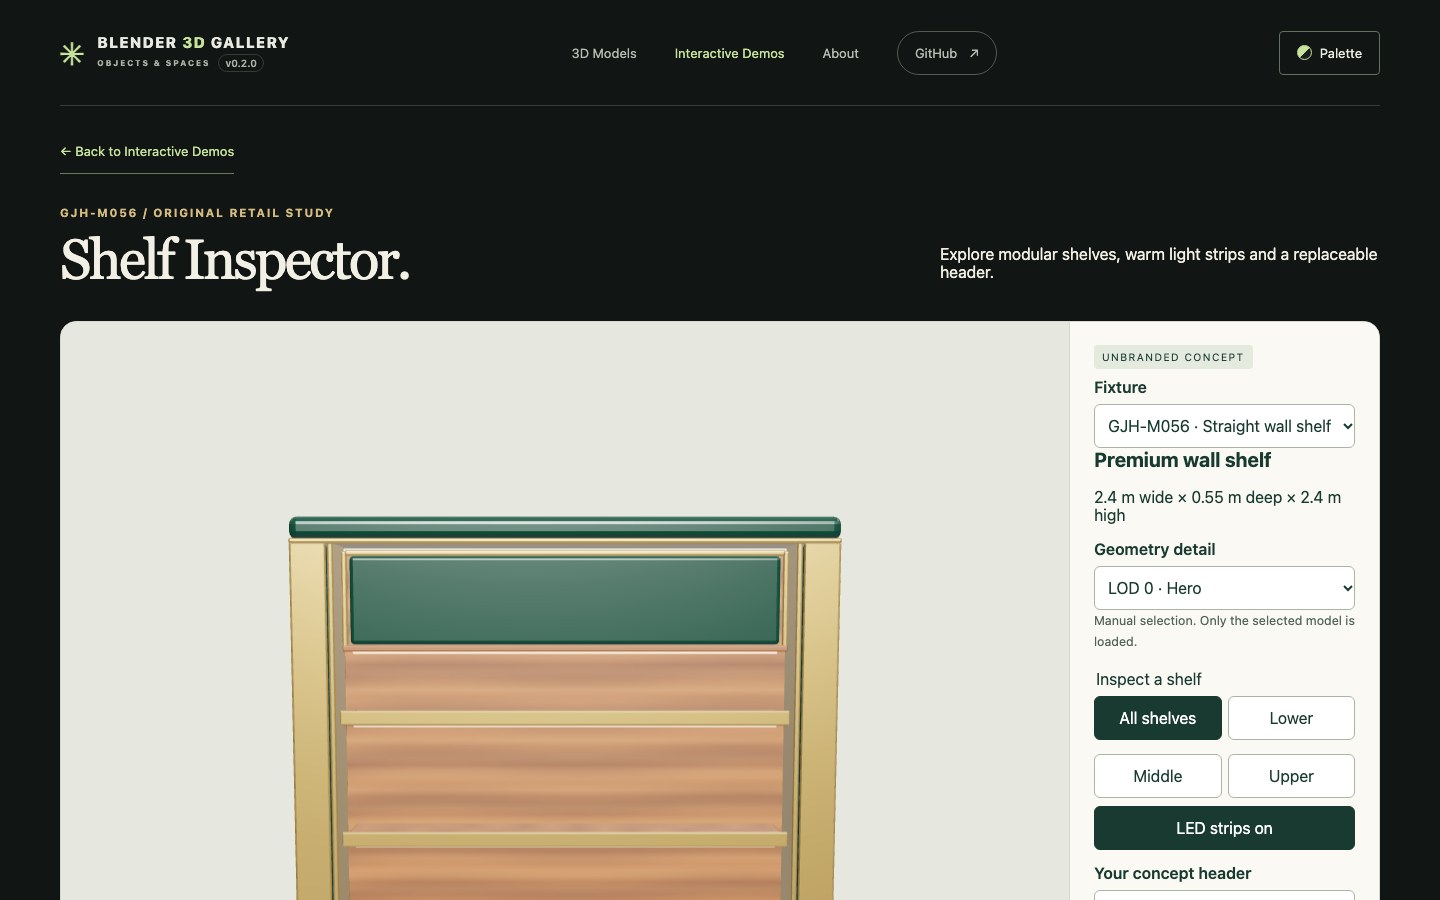 BLENDER 3D GALLERY
OBJECTS & SPACES v0.2.0
3D Models
Interactive Demos
About
GitHub ↗
Palette
← Back to Interactive Demos
GJH-M056 / ORIGINAL RETAIL STUDY
Shelf Inspector.
Explore modular shelves, warm light strips and a replaceable
header.
UNBRANDED CONCEPT
Fixture
GJH-M056 · Straight wall shelf
Premium wall shelf
2.4 m wide × 0.55 m deep × 2.4 m
high
Geometry detail
LOD 0 · Hero
Manual selection. Only the selected model is
loaded.
Inspect a shelf
All shelves
Lower
Middle
Upper
LED strips on
Your concept header